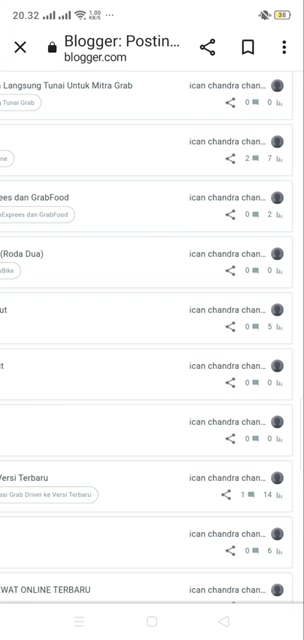 20.32
1,00
KB/S
38
Blogger: Postin...
blogger.com
Langsung Tunai Untuk Mitra Grab
ican chandra chan...
Tunai Grab
0 0
ican chandra chan...
ne
2 7
ees dan GrabFood
ican chandra chan...
Exprees dan GrabFood
0 2
(Roda Dua)
ican chandra chan...
Bike
0 0
ut
ican chandra chan...
0 5
it
ican chandra chan...
0 0
ican chandra chan...
0 0
Versi Terbaru
ican chandra chan...
asi Grab Driver ke Versi Terbaru
1 14
ican chandra chan...
0 6
WAT ONLINE TERBARU
ican chandra chan...